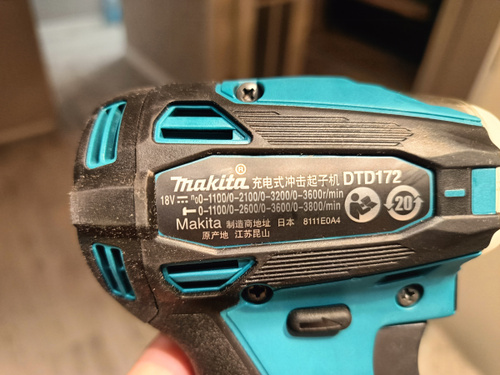 makita® 充电式冲击起子机 DTD172
18V ⎓ n₀0-1100/0-2100/0-3200/0-3600/min
0-1100/0-2600/0-3600/0-3800/min
Makita 制造商地址 日本 8111E0A4
原产地 江苏昆山
20